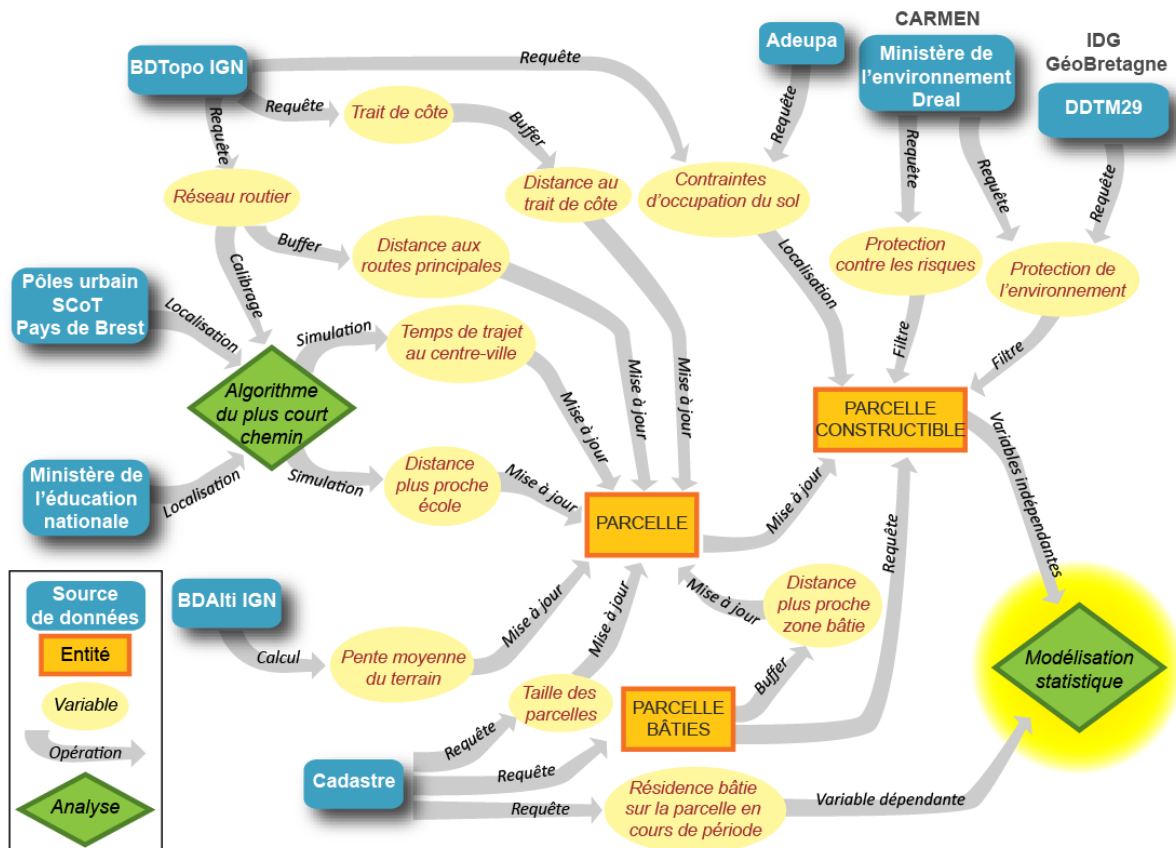 CARMEN
IDG
GéoBretagne
BDTopo IGN
Adeupa
Ministère de
l'environnement
Dreal
DDTM29
Requête
Requête
Requête
Requête
Trait de côte
Buffer
Requête
Requête
Requête
Réseau routier
Distance au
trait de côte
Contraintes
d'occupation du sol
Buffer
Distance aux
routes principales
Calibrage
Localisation
Protection
contre les risques
Protection de
l'environnement
Pôles urbain
SCoT
Pays de Brest
Localisation
Simulation
Temps de trajet
au centre-ville
Filtre
Filtre
Algorithme
du plus court
chemin
Mise à jour
Mise à jour
Mise à jour
PARCELLE
CONSTRUCTIBLE
Ministère de
l'éducation
nationale
Localisation
Simulation
Distance
plus proche
école
Mise à jour
PARCELLE
Mise à jour
Requête
Variables indépendantes
Source
de données
Entité
Variable
Opération
Analyse
BDAlti IGN
Calcul
Pente moyenne
du terrain
Mise à jour
Mise à jour
Mise à jour
Distance
plus proche
zone bâtie
Taille des
parcelles
PARCELLE
BÂTIES
Buffer
Modélisation
statistique
Cadastre
Requête
Requête
Requête
Résidence bâtie
sur la parcelle en
cours de période
Variable dépendante